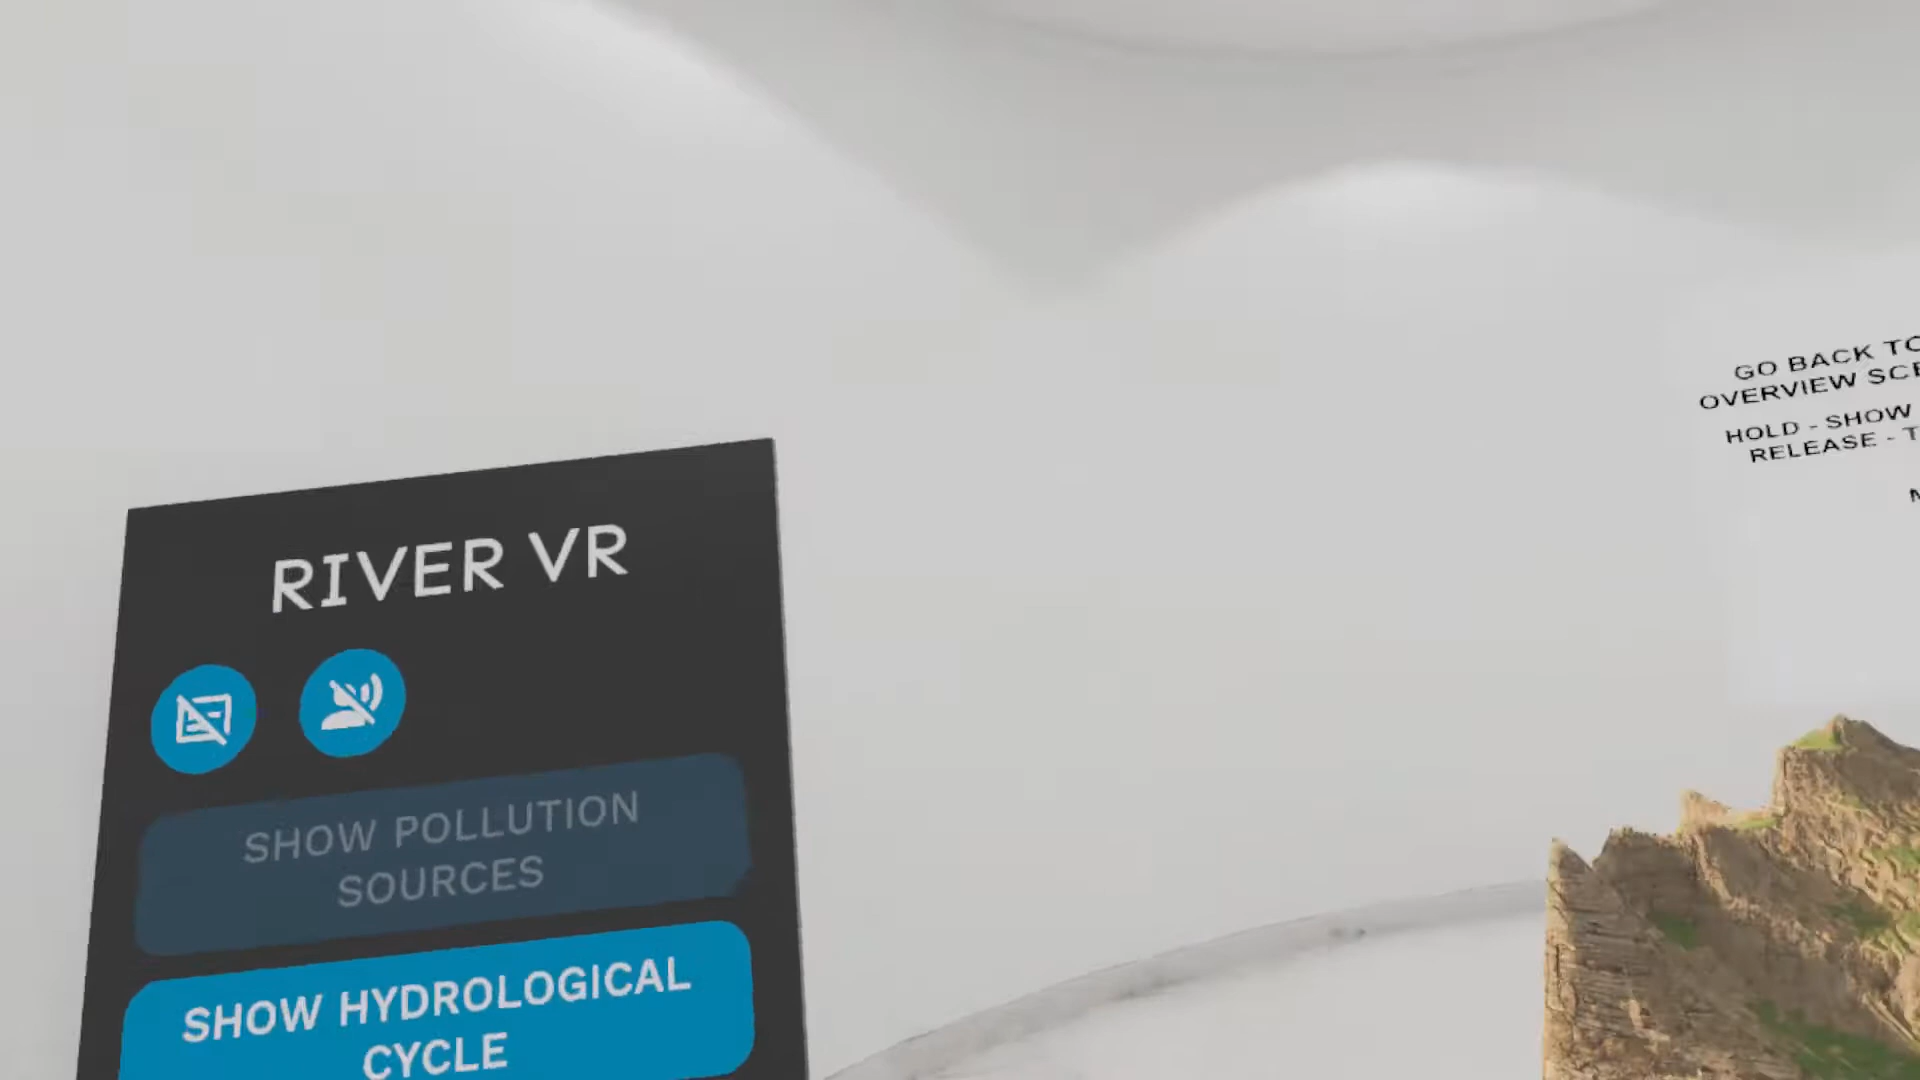 RIVER VR
SHOW POLLUTION
SOURCES
SHOW HYDROLOGICAL
CYCLE
GO BACK TO
OVERVIEW
HOLD - SHOW
RELEASE -